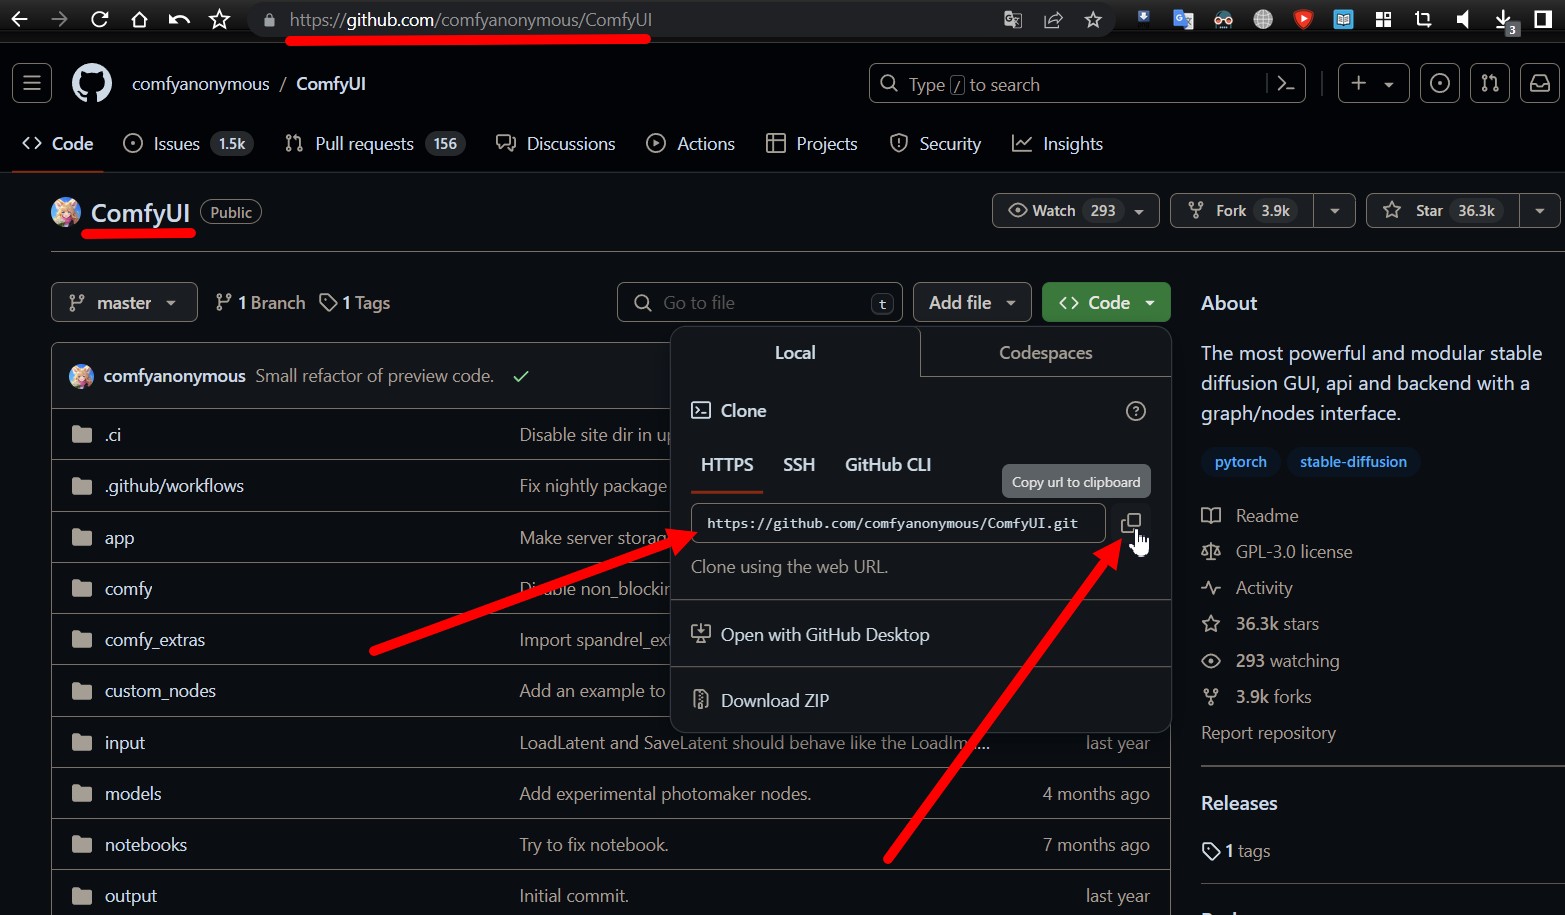 https://github.com/comfyanonymous/ComfyUI
3
comfyanonymous / ComfyUI
Type / to search
Code Issues 1.5k Pull requests 156 Discussions Actions Projects Security Insights
ComfyUI Public
Watch 293 Fork 3.9k Star 36.3k
master 1 Branch 1 Tags Go to file t Add file Code
About
Local Codespaces
The most powerful and modular stable
diffusion GUI, api and backend with a
graph/nodes interface.
comfyanonymous Small refactor of preview code.
Clone
.ci Disable site dir in up
HTTPS SSH GitHub CLI
pytorch stable-diffusion
Copy url to clipboard
.github/workflows Fix nightly package
https://github.com/comfyanonymous/ComfyUI.git
Readme
app Make server storag
GPL-3.0 license
Clone using the web URL.
comfy non_blockin
Activity
36.3k stars
comfy_extras Import spandrel_ext
Open with GitHub Desktop
293 watching
custom_nodes Add an example to
Download ZIP
3.9k forks
Report repository
input LoadLatent and SaveLatent should behave like the LoadIm... last year
models Add experimental photomaker nodes. 4 months ago
Releases
notebooks Try to fix notebook. 7 months ago
1 tags
output Initial commit. last year